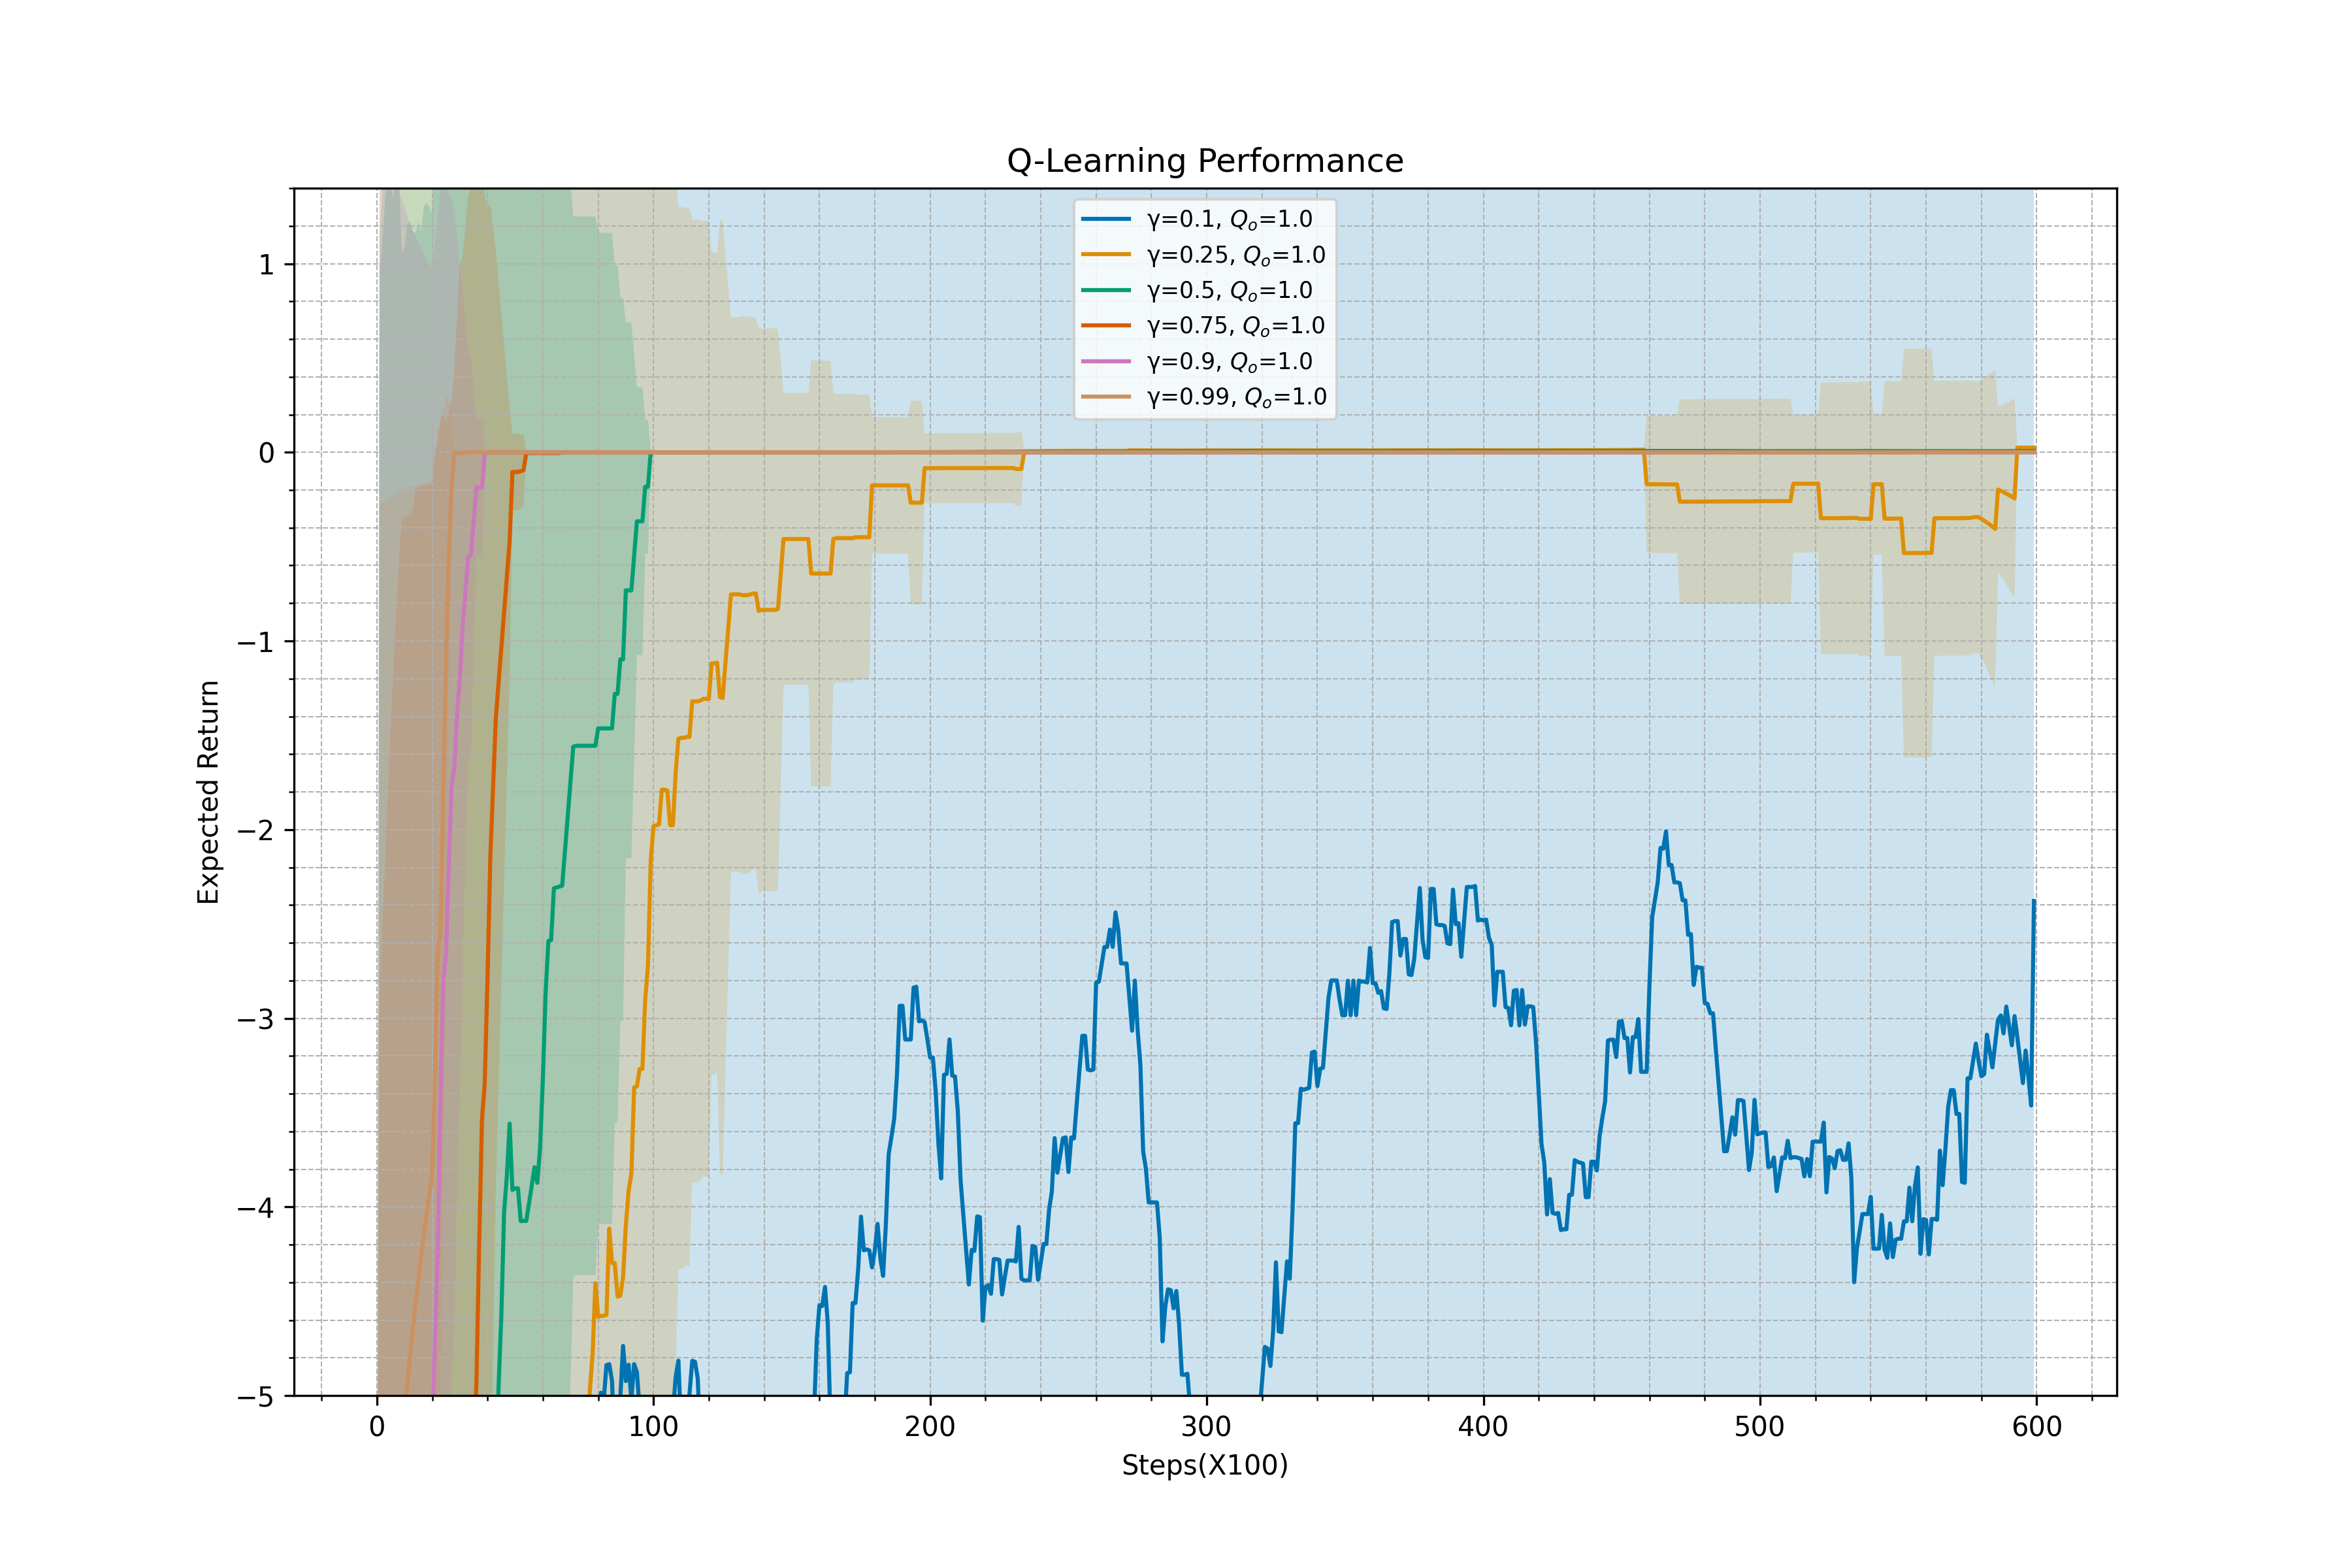 Q-Learning Performance
γ=0.1, Qₒ=1.0
γ=0.25, Qₒ=1.0
γ=0.5, Qₒ=1.0
γ=0.75, Qₒ=1.0
γ=0.9, Qₒ=1.0
γ=0.99, Qₒ=1.0
Expected Return
1
0
−1
−2
−3
−4
−5
0 100 200 300 400 500 600
Steps(X100)